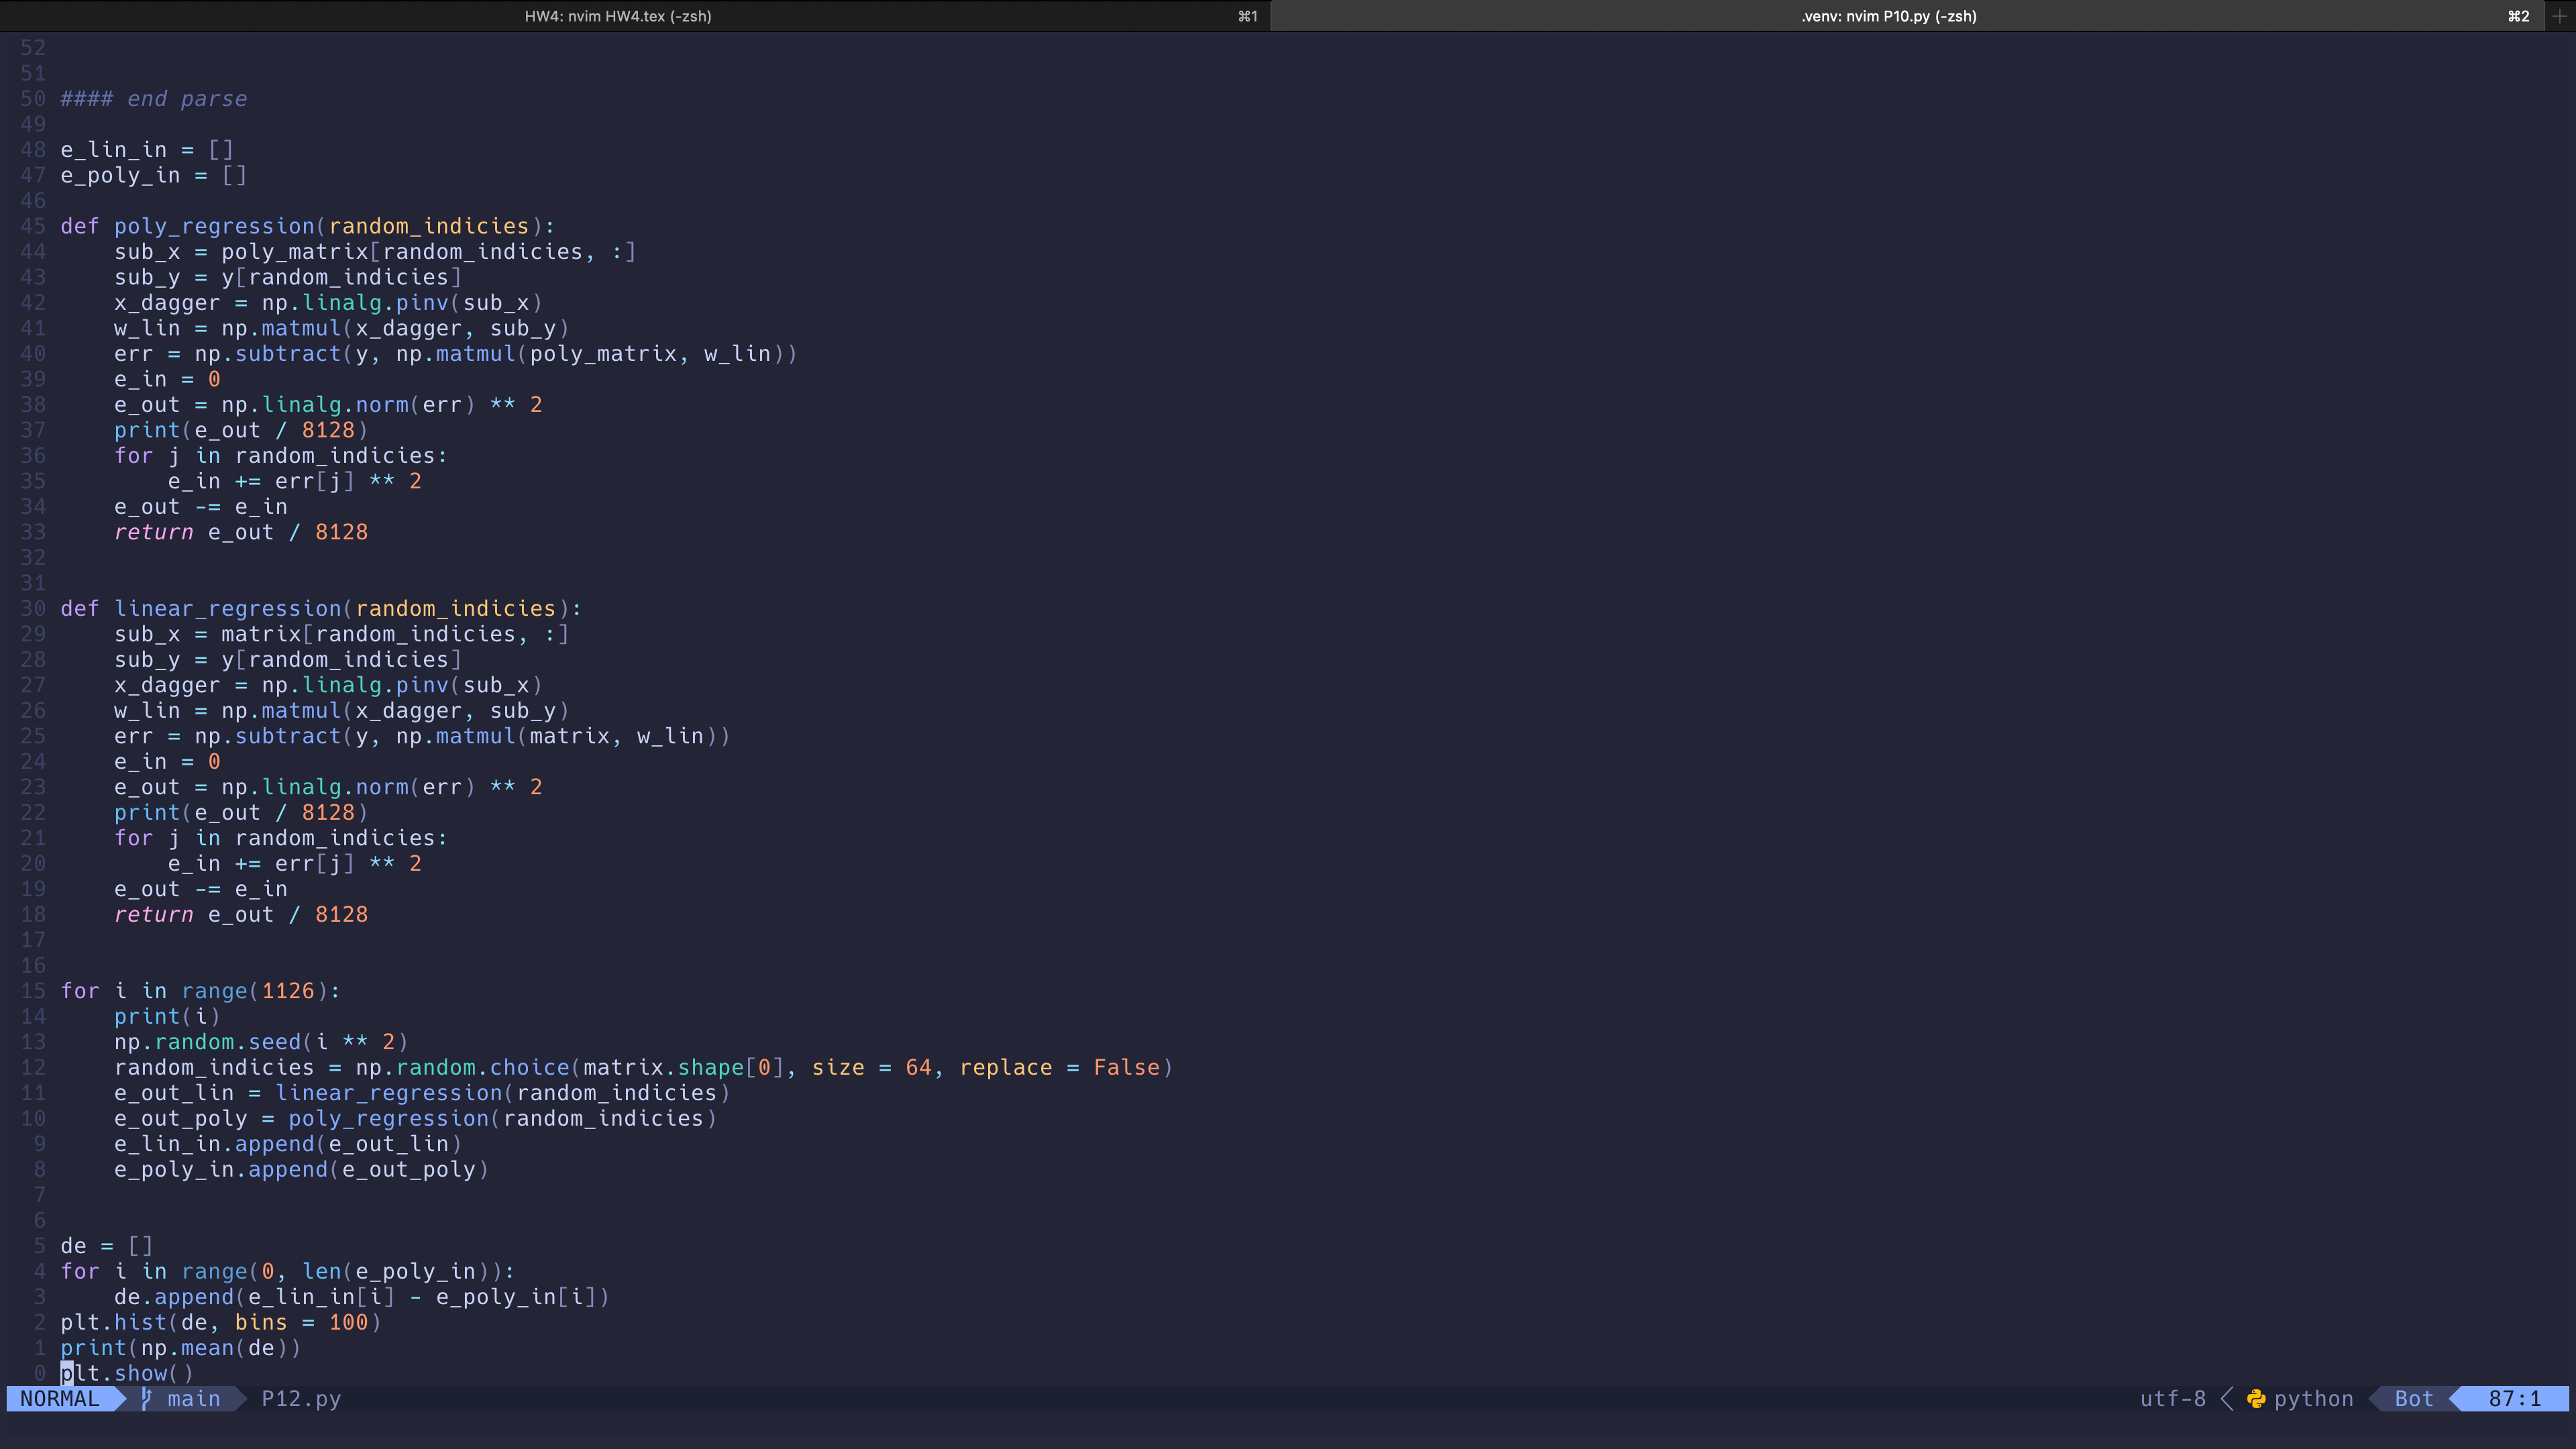 HW4: nvim HW4.tex (-zsh) ⌘1 .venv: nvim P10.py (-zsh) ⌘2 +
52
51
50 #### end parse
49
48 e_lin_in = []
47 e_poly_in = []
46
45 def poly_regression(random_indicies):
44     sub_x = poly_matrix[random_indicies, :]
43     sub_y = y[random_indicies]
42     x_dagger = np.linalg.pinv(sub_x)
41     w_lin = np.matmul(x_dagger, sub_y)
40     err = np.subtract(y, np.matmul(poly_matrix, w_lin))
39     e_in = 0
38     e_out = np.linalg.norm(err) ** 2
37     print(e_out / 8128)
36     for j in random_indicies:
35         e_in += err[j] ** 2
34     e_out -= e_in
33     return e_out / 8128
32
31
30 def linear_regression(random_indicies):
29     sub_x = matrix[random_indicies, :]
28     sub_y = y[random_indicies]
27     x_dagger = np.linalg.pinv(sub_x)
26     w_lin = np.matmul(x_dagger, sub_y)
25     err = np.subtract(y, np.matmul(matrix, w_lin))
24     e_in = 0
23     e_out = np.linalg.norm(err) ** 2
22     print(e_out / 8128)
21     for j in random_indicies:
20         e_in += err[j] ** 2
19     e_out -= e_in
18     return e_out / 8128
17
16
15 for i in range(1126):
14     print(i)
13     np.random.seed(i ** 2)
12     random_indicies = np.random.choice(matrix.shape[0], size = 64, replace = False)
11     e_out_lin = linear_regression(random_indicies)
10     e_out_poly = poly_regression(random_indicies)
9     e_lin_in.append(e_out_lin)
8     e_poly_in.append(e_out_poly)
7
6
5 de = []
4 for i in range(0, len(e_poly_in)):
3     de.append(e_lin_in[i] - e_poly_in[i])
2 plt.hist(de, bins = 100)
1 print(np.mean(de))
0 plt.show()
NORMAL main P12.py utf-8 python Bot 87:1